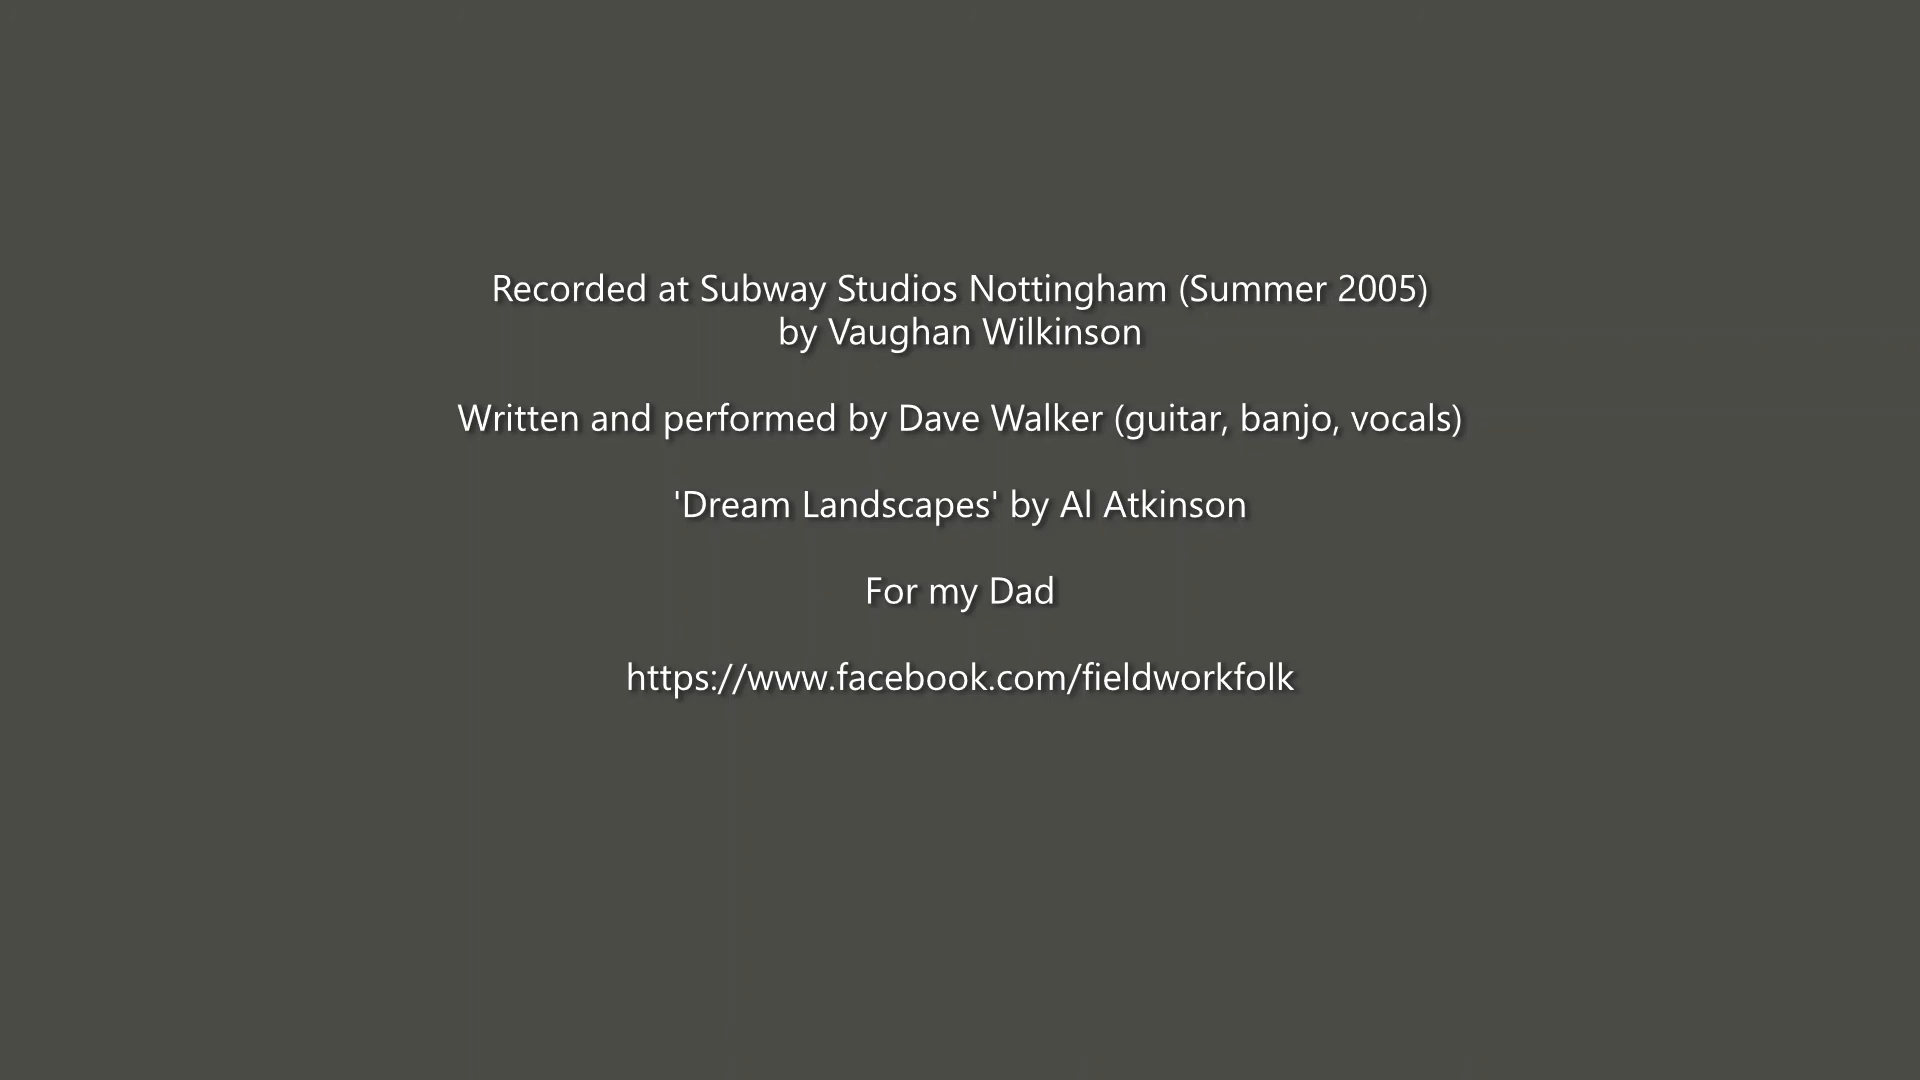 Recorded at Subway Studios Nottingham (Summer 2005)
by Vaughan Wilkinson
Written and performed by Dave Walker (guitar, banjo, vocals)
'Dream Landscapes' by Al Atkinson
For my Dad
https://www.facebook.com/fieldworkfolk